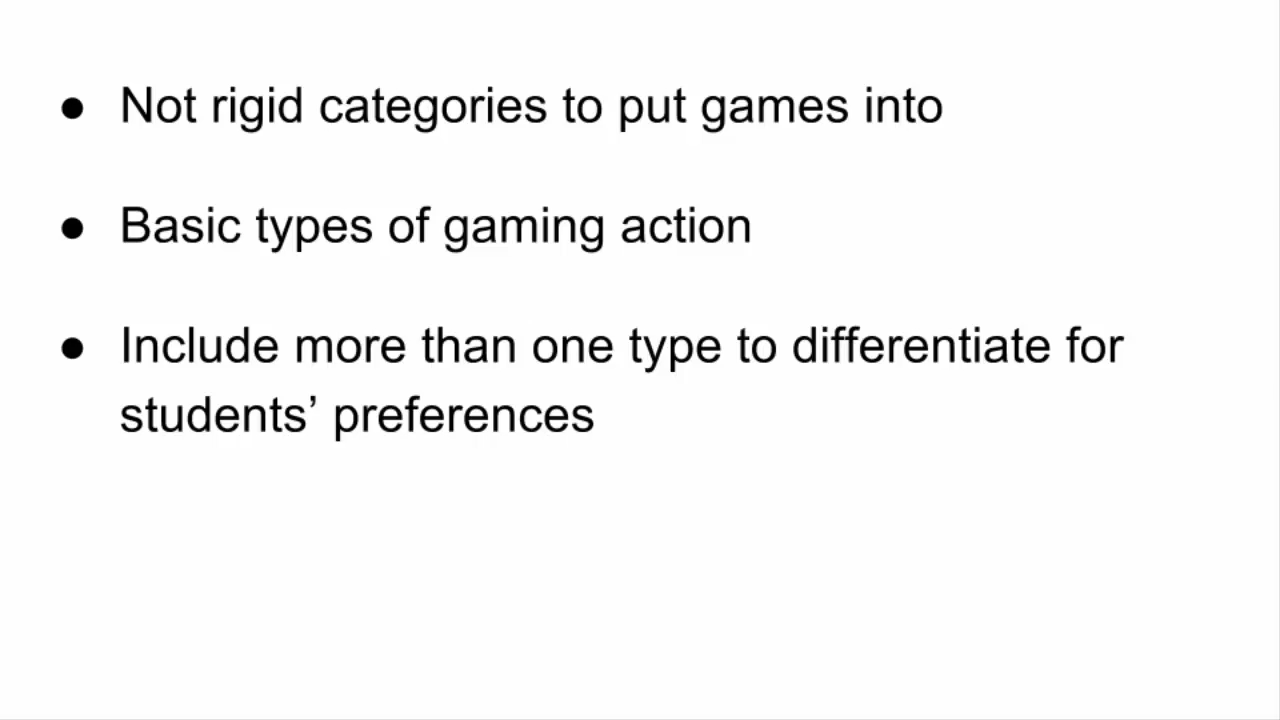 ● Not rigid categories to put games into
● Basic types of gaming action
● Include more than one type to differentiate for
students’ preferences